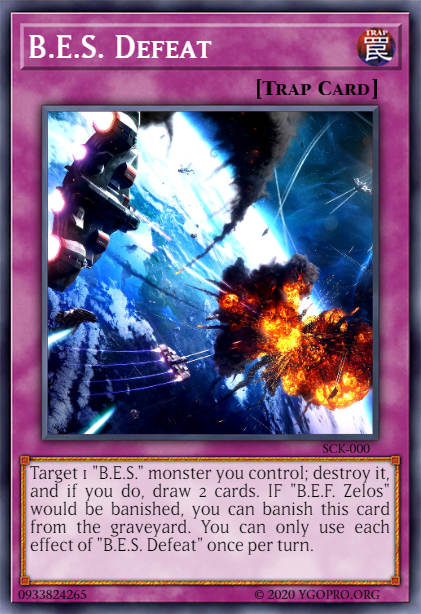 B.E.S. Defeat
TRAP
罠
[Trap Card]
SCK-000
Target 1 "B.E.S." monster you control; destroy it,
and if you do, draw 2 cards. IF "B.E.F. Zelos"
would be banished, you can banish this card
from the graveyard. You can only use each
effect of "B.E.S. Defeat" once per turn.
0933824265
© 2020 YGOPRO.ORG